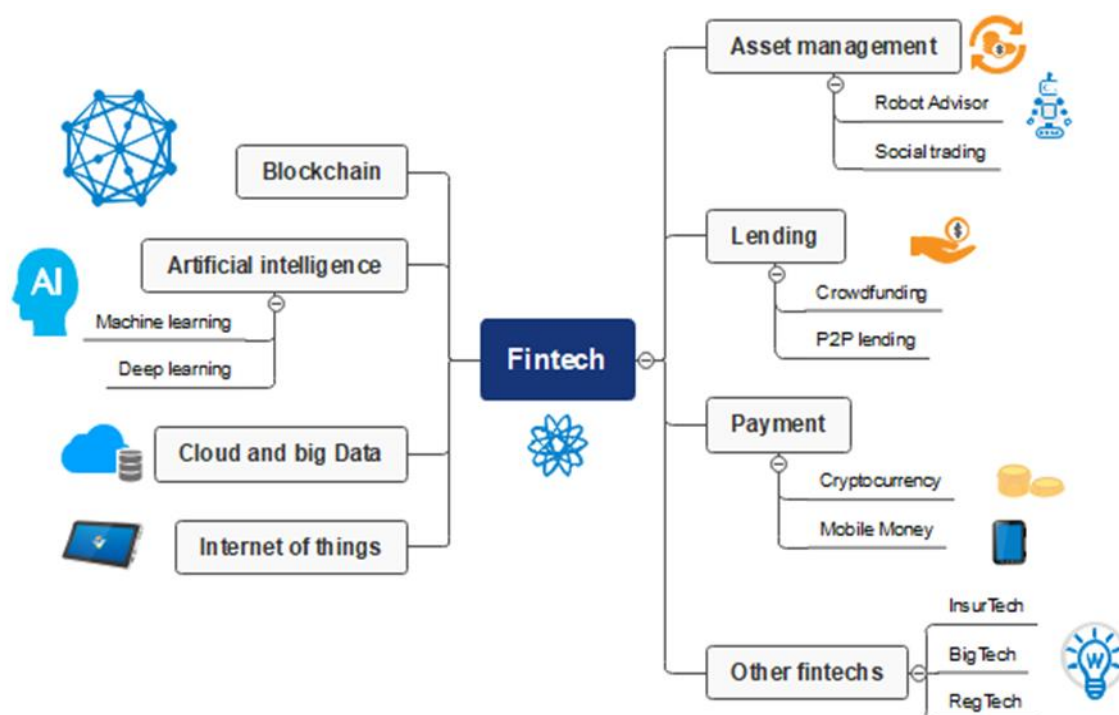 Fintech
Blockchain
Artificial intelligence
AI
Machine learning
Deep learning
Cloud and big Data
Internet of things
Asset management
Robot Advisor
Social trading
Lending
Crowdfunding
P2P lending
Payment
Cryptocurrency
Mobile Money
Other fintechs
InsurTech
BigTech
RegTech
W